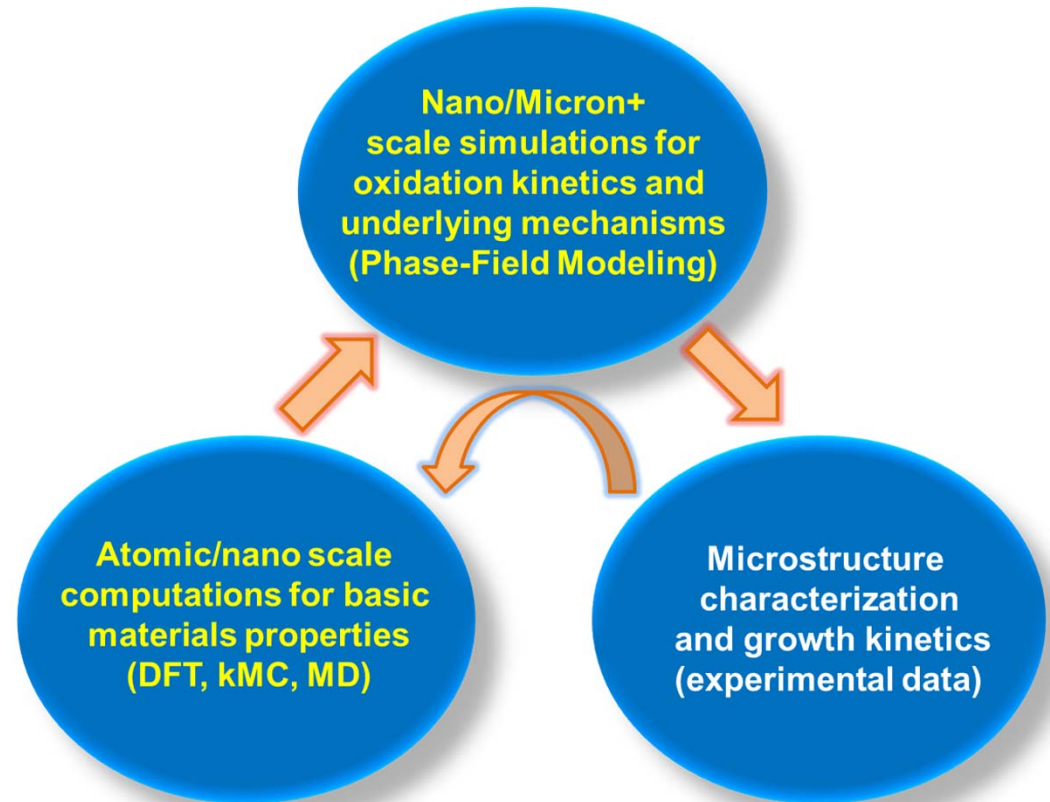 Nano/Micron+
scale simulations for
oxidation kinetics and
underlying mechanisms
(Phase-Field Modeling)
Atomic/nano scale
computations for basic
materials properties
(DFT, kMC, MD)
Microstructure
characterization
and growth kinetics
(experimental data)